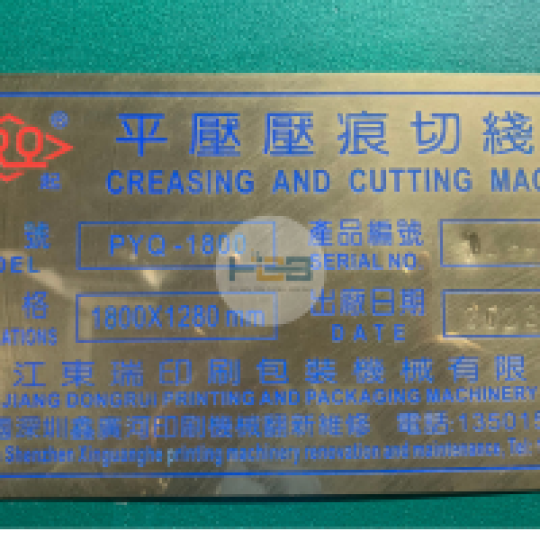 平壓壓痕切綫
CREASING AND CUTTING MAC
號 PYQ-1800 產品編號
DEL SERIAL NO
格 1800X1280mm 出廠日期
ATIONS DATE
江東瑞印刷包裝機械有限
JIANG DONGRUI PRINTING AND PACKAGING MACHINERY
深圳鑫廣河印刷機械翻新維修 電話:135015
Shenzhen Xinguanghe printing machinery renovation and maintenance. Tel: